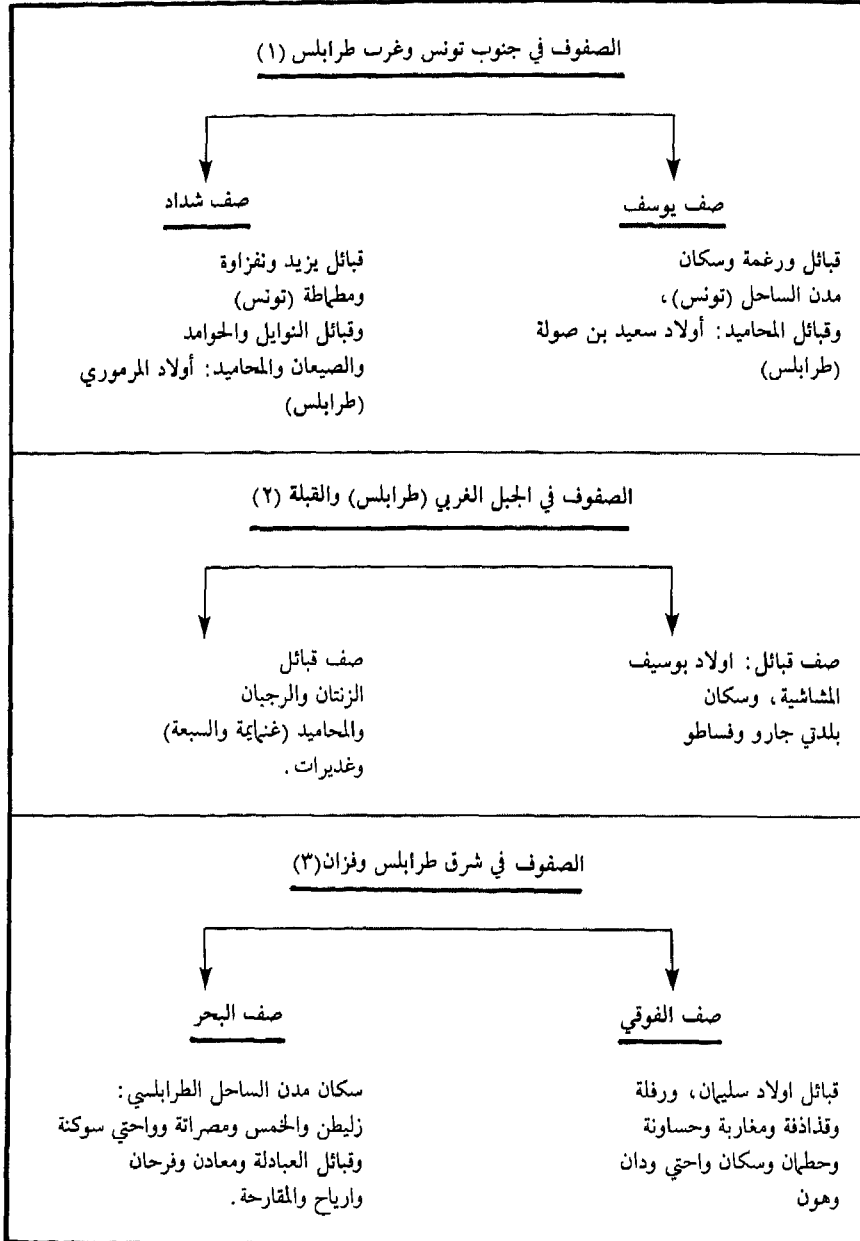 الصفوف في جنوب تونس وغرب طرابلس (١)
صف يوسف
قبائل ورغمة وسكان
مدن الساحل (تونس)،
وقبائل المحاميد: أولاد سعيد بن صولة
(طرابلس)
صف شداد
قبائل يزيد ونفزاوة
ومطماطة (تونس)
وقبائل النوايل والحوامد
والصيعان والمحاميد: أولاد المرموري
(طرابلس)
الصفوف في الجبل الغربي (طرابلس) والقبلة (٢)
صف قبائل: اولاد بوسيف
المشاشية، وسكان
بلدتي جارو وفساطو
صف قبائل
الزنتان والرجبان
والمحاميد (غنايمة والسبعة)
وغديرات.
الصفوف في شرق طرابلس وفزان(٣)
صف الفوقي
قبائل اولاد سليمان، ورفلة
وقذاذفة ومغاربة وحساونة
وحطمان وسكان واحتي ودان
وهون
صف البحر
سكان مدن الساحل الطرابلسي:
زليطن والخمس ومصراتة وواحتي سوكنة
وقبائل العبادلة ومعادن وفرحان
وارياح والمقارحة.